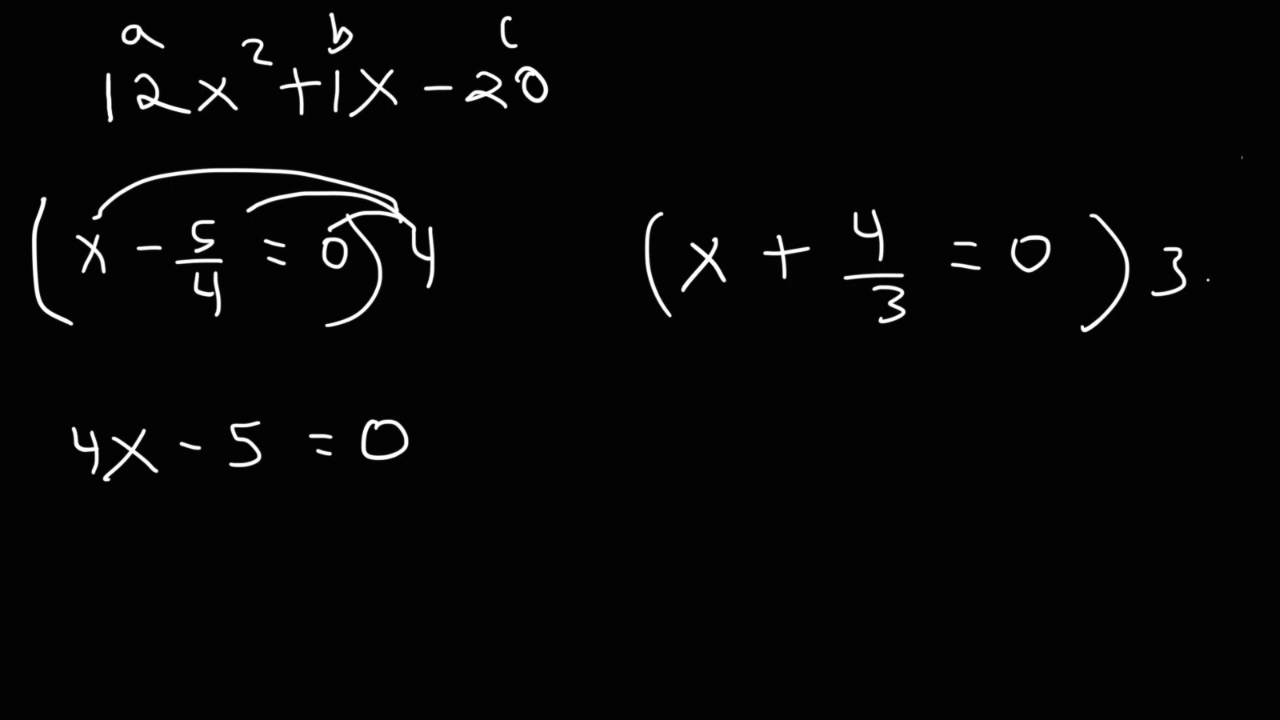 a b c
12x² + 1x - 20
(x - 5/4 = 0) 4
(x + 4/3 = 0) 3
4x - 5 = 0